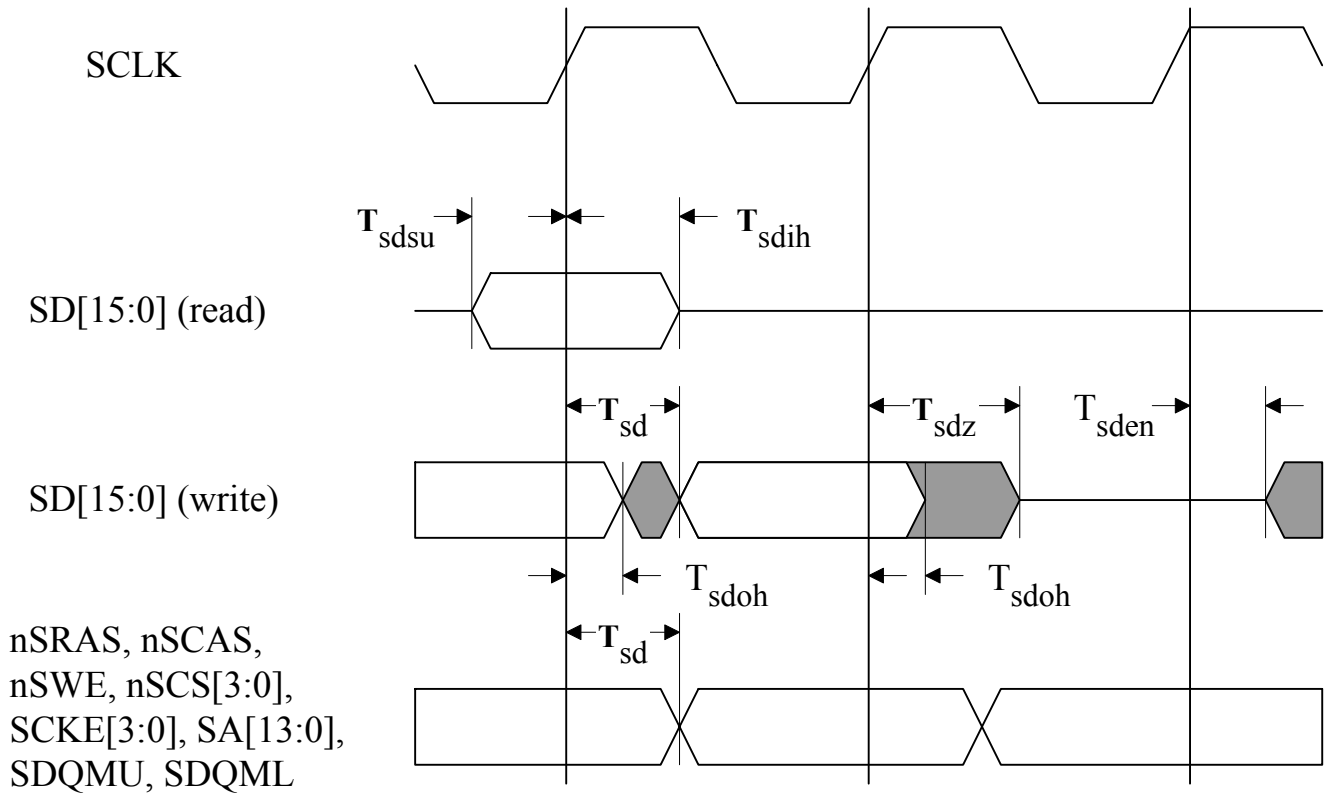 SCLK
Tsdsu
Tsdih
SD[15:0] (read)
Tsd
Tsdz
Tsden
SD[15:0] (write)
Tsdoh
Tsdoh
Tsd
nSRAS, nSCAS,
nSWE, nSCS[3:0],
SCKE[3:0], SA[13:0],
SDQMU, SDQML